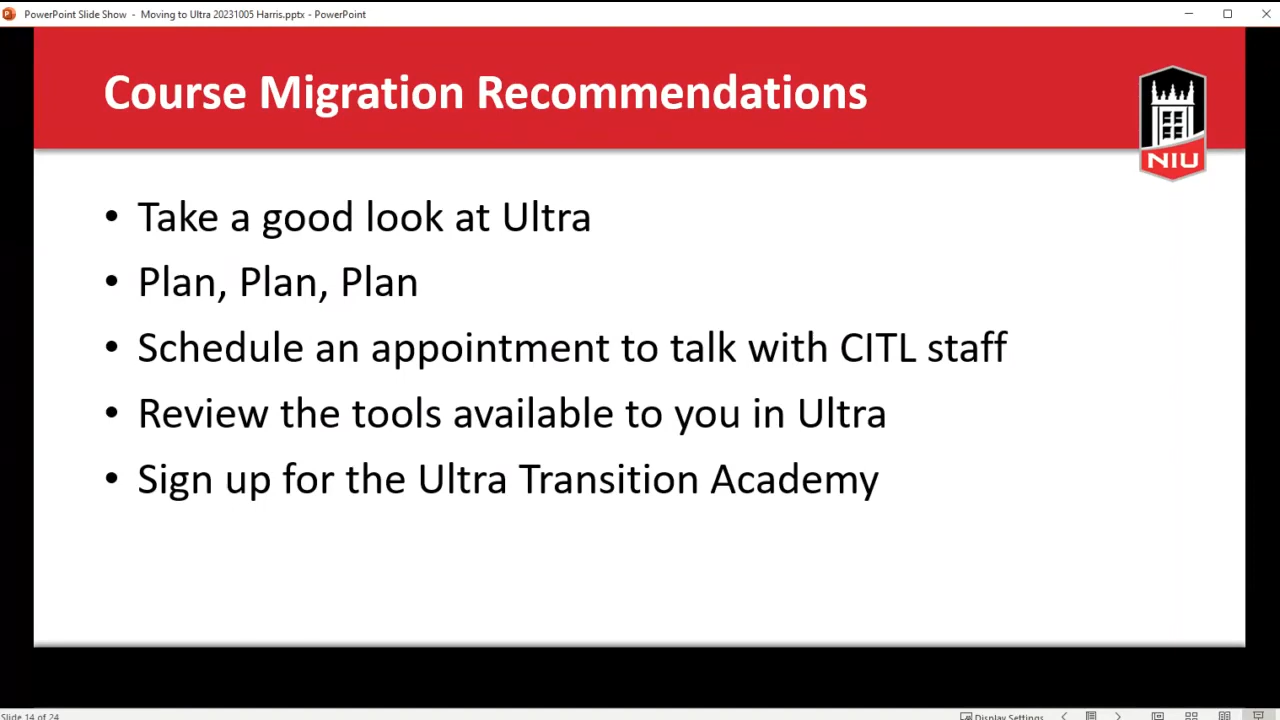 PowerPoint Slide Show - Moving to Ultra 20231005 Harris.pptx - PowerPoint
Course Migration Recommendations
NIU
• Take a good look at Ultra
• Plan, Plan, Plan
• Schedule an appointment to talk with CITL staff
• Review the tools available to you in Ultra
• Sign up for the Ultra Transition Academy
Slide 14 of 24
Display Settings